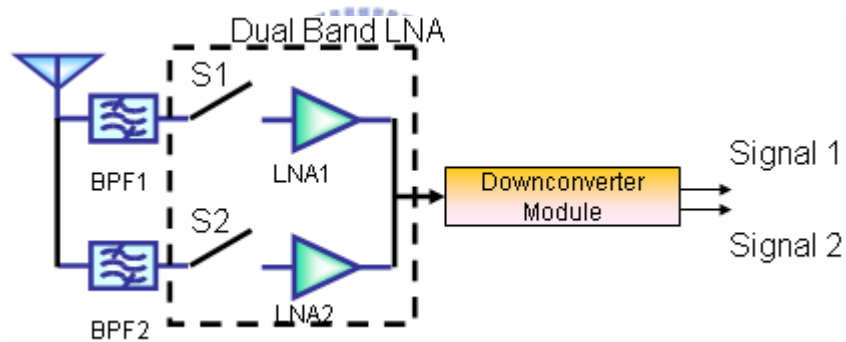 Dual Band LNA
S1
BPF1
LNA1
Downconverter
Module
Signal 1
S2
Signal 2
BPF2
LNA2